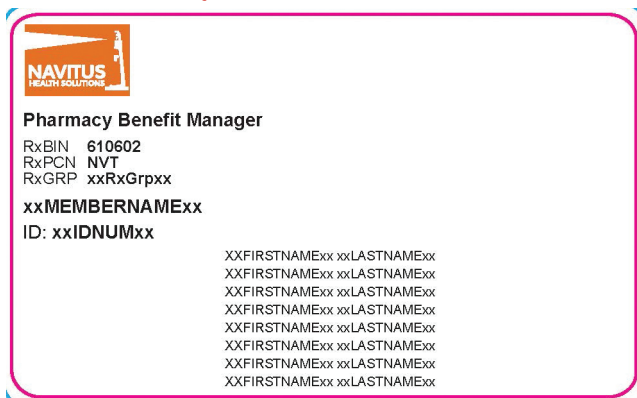 NAVITUS
HEALTH SOLUTIONS
Pharmacy Benefit Manager
RxBIN 610602
RxPCN NVT
RxGRP xxRxGrpxx
xxMEMBERNAMExx
ID: xxIDNUMxx
XXFIRSTNAMExx xxLASTNAMExx
XXFIRSTNAMExx xxLASTNAMExx
XXFIRSTNAMExx xxLASTNAMExx
XXFIRSTNAMExx xxLASTNAMExx
XXFIRSTNAMExx xxLASTNAMExx
XXFIRSTNAMExx xxLASTNAMExx
XXFIRSTNAMExx xxLASTNAMExx
XXFIRSTNAMExx xxLASTNAMExx